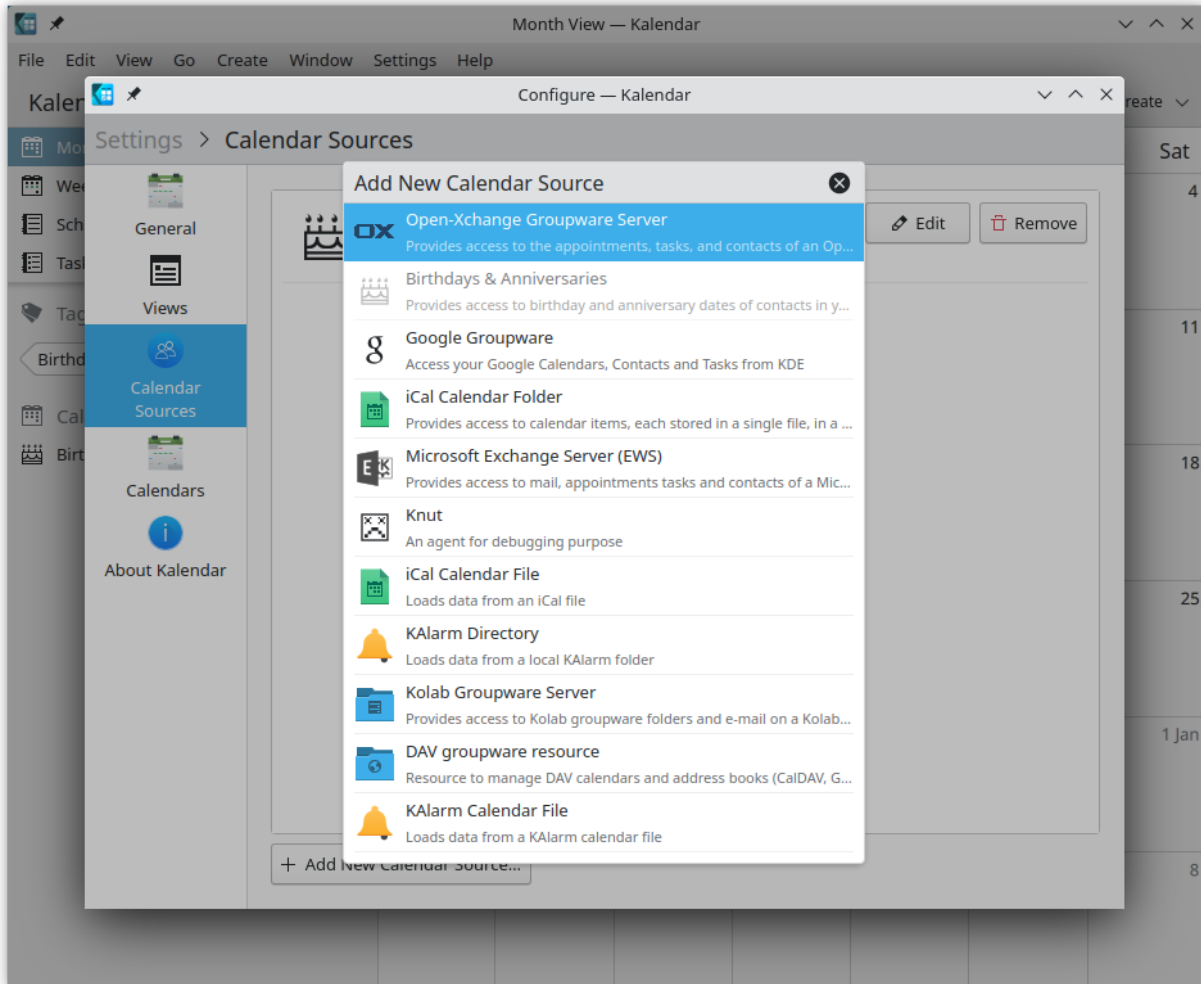 Month View — Kalendar
File Edit View Go Create Window Settings Help
Configure — Kalendar
Settings > Calendar Sources
Sat
4
11
18
25
1 Jan
8
General
Views
Calendar
Sources
Calendars
About Kalendar
Edit
Remove
Add New Calendar Source
OX
Open-Xchange Groupware Server
Provides access to the appointments, tasks, and contacts of an Op...
Birthdays & Anniversaries
Provides access to birthday and anniversary dates of contacts in y...
g
Google Groupware
Access your Google Calendars, Contacts and Tasks from KDE
iCal Calendar Folder
Provides access to calendar items, each stored in a single file, in a ...
Microsoft Exchange Server (EWS)
Provides access to mail, appointments tasks and contacts of a Mic...
Knut
An agent for debugging purpose
iCal Calendar File
Loads data from an iCal file
KAlarm Directory
Loads data from a local KAlarm folder
Kolab Groupware Server
Provides access to Kolab groupware folders and e-mail on a Kolab...
DAV groupware resource
Resource to manage DAV calendars and address books (CalDAV, G...
KAlarm Calendar File
Loads data from a KAlarm calendar file
+ Add New Calendar Source...